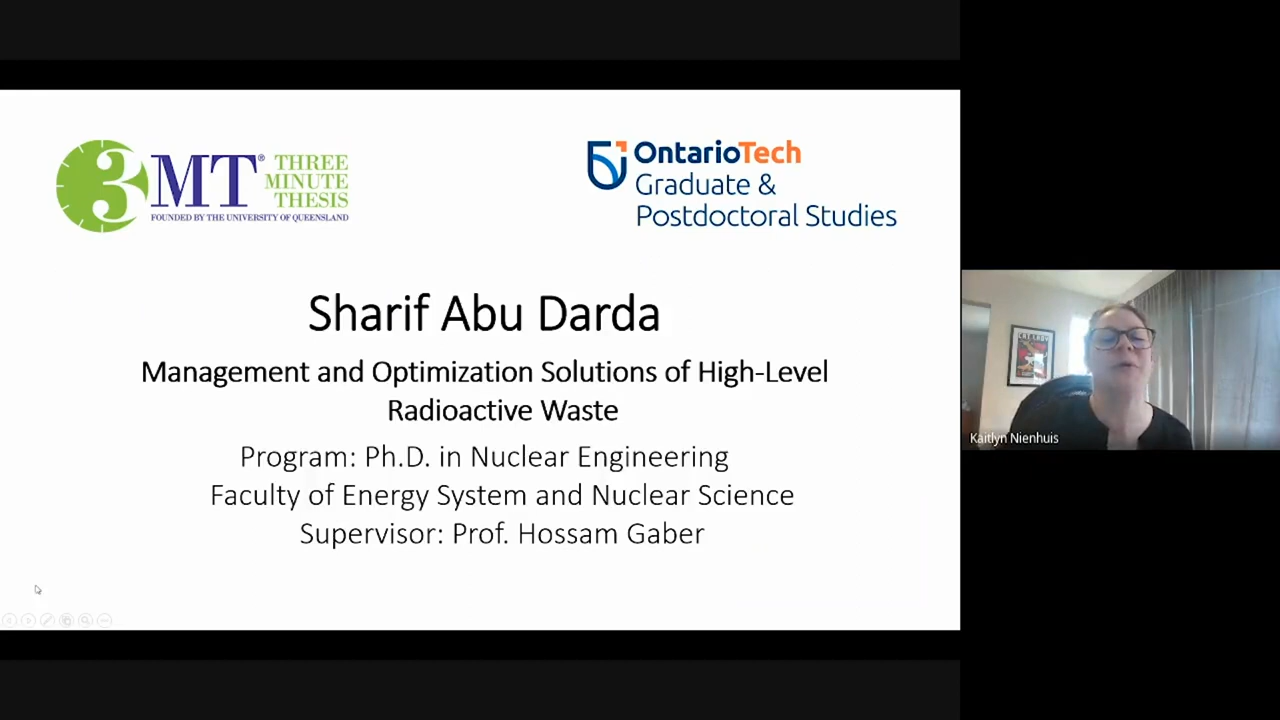 3MT® THREE MINUTE THESIS
FOUNDED BY THE UNIVERSITY OF QUEENSLAND
OntarioTech
Graduate &
Postdoctoral Studies
Sharif Abu Darda
Management and Optimization Solutions of High-Level
Radioactive Waste
Program: Ph.D. in Nuclear Engineering
Faculty of Energy System and Nuclear Science
Supervisor: Prof. Hossam Gaber
Kaitlyn Nienhuis